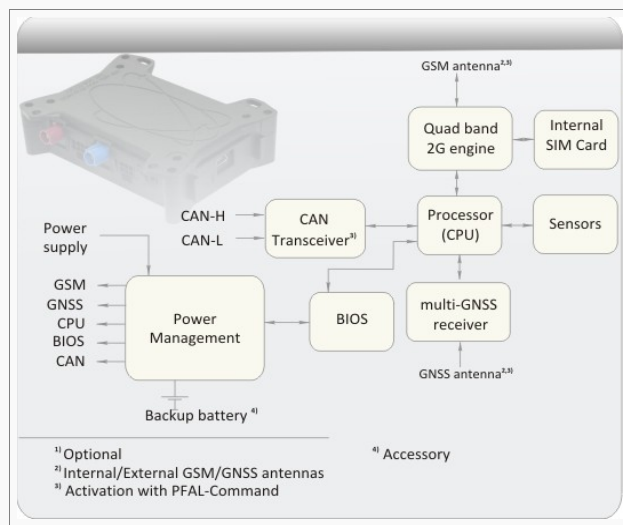 GSM antenna2,3)
Quad band
2G engine
Internal
SIM Card
CAN-H
CAN-L
CAN
Transceiver3)
Processor
(CPU)
Sensors
Power
supply
GSM
GNSS
CPU
BIOS
CAN
Power
Management
BIOS
multi-GNSS
receiver
GNSS antenna2,3)
Backup battery 4)
1) Optional
2) Internal/External GSM/GNSS antennas
3) Activation with PFAL-Command
4) Accessory